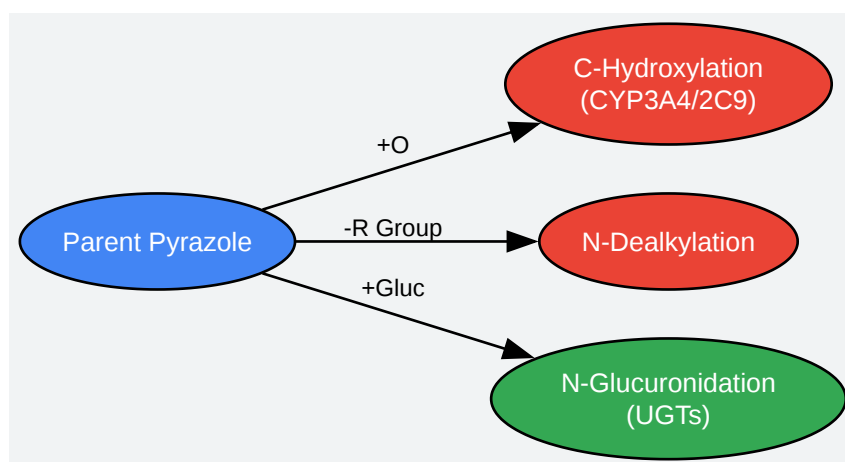 C-Hydroxylation
(CYP3A4/2C9)
+O
Parent Pyrazole
-R Group
N-Dealkylation
+Gluc
N-Glucuronidation
(UGTs)